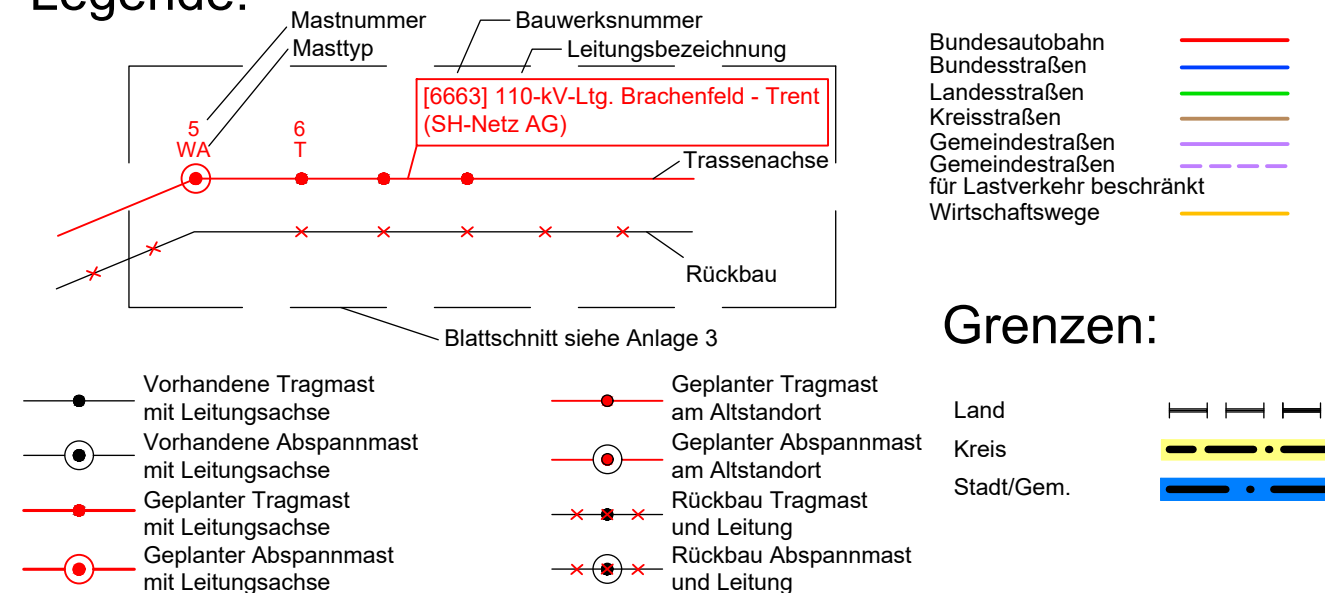 Legende:
Mastnummer
Masttyp
Bauwerksnummer
Leitungsbezeichnung
[6663] 110-kV-Ltg. Brachenfeld - Trent
(SH-Netz AG)
5
WA
6
T
Trassenachse
Rückbau
Blattschnitt siehe Anlage 3
Vorhandene Tragmast
mit Leitungsachse
Vorhandene Abspannmast
mit Leitungsachse
Geplanter Tragmast
mit Leitungsachse
Geplanter Abspannmast
mit Leitungsachse
Geplanter Tragmast
am Altstandort
Geplanter Abspannmast
am Altstandort
Rückbau Tragmast
und Leitung
Rückbau Abspannmast
und Leitung
Bundesautobahn
Bundesstraßen
Landesstraßen
Kreisstraßen
Gemeindestraßen
Gemeindestraßen
für Lastverkehr beschränkt
Wirtschaftswege
Grenzen:
Land
Kreis
Stadt/Gem.